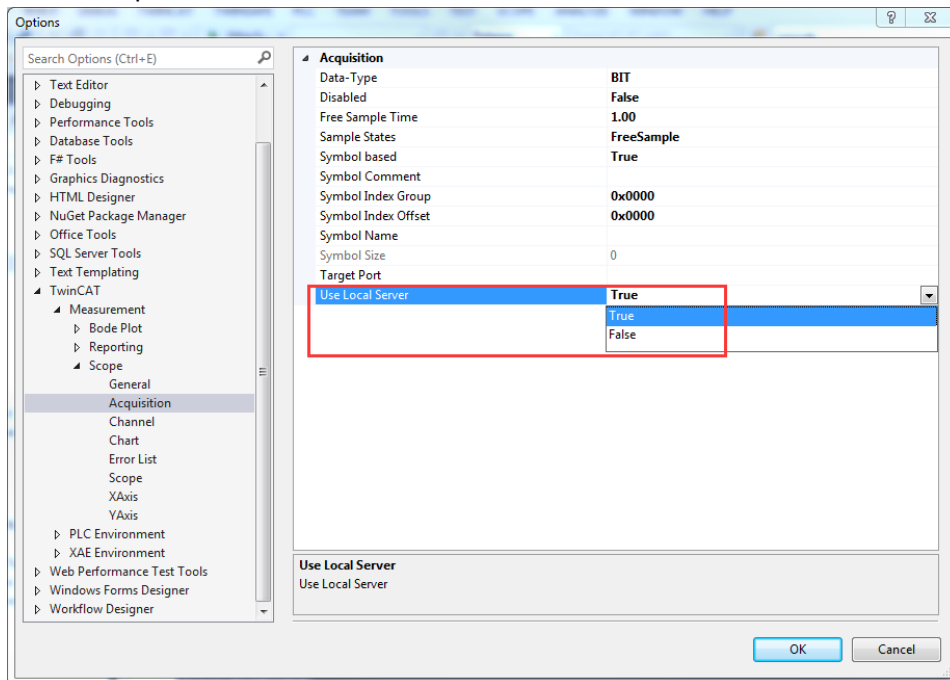 Options
Search Options (Ctrl+E)
Text Editor
Debugging
Performance Tools
Database Tools
F# Tools
Graphics Diagnostics
HTML Designer
NuGet Package Manager
Office Tools
SQL Server Tools
Text Templating
TwinCAT
Measurement
Bode Plot
Reporting
Scope
General
Acquisition
Channel
Chart
Error List
Scope
XAxis
YAxis
PLC Environment
XAE Environment
Web Performance Test Tools
Windows Forms Designer
Workflow Designer
Acquisition
Data-Type BIT
Disabled False
Free Sample Time 1.00
Sample States FreeSample
Symbol based True
Symbol Comment
Symbol Index Group 0x0000
Symbol Index Offset 0x0000
Symbol Name
Symbol Size 0
Target Port
Use Local Server True
True
False
Use Local Server
Use Local Server
OK Cancel